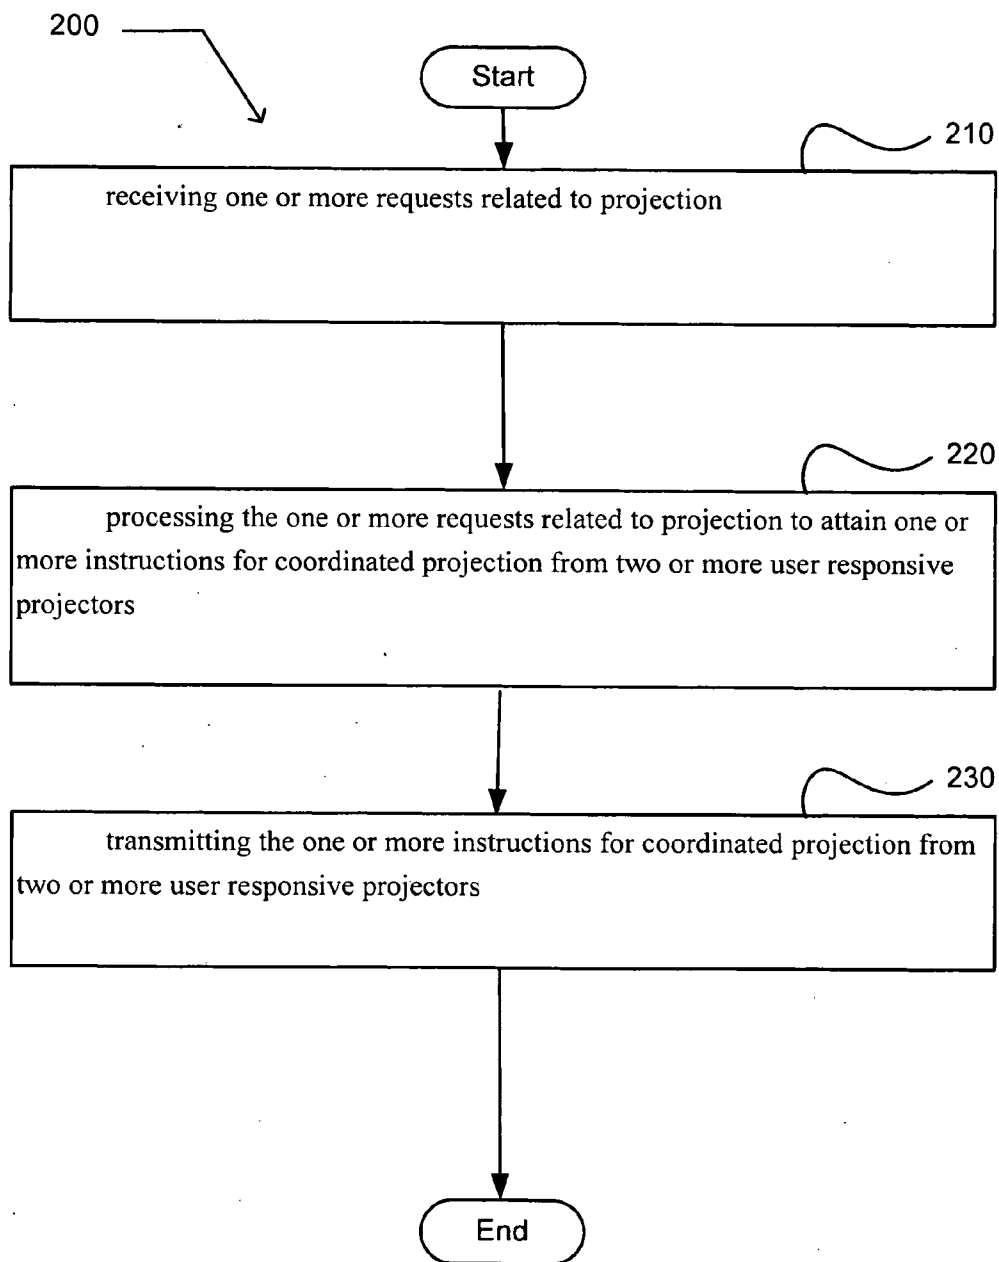 200
Start
210
receiving one or more requests related to projection
220
processing the one or more requests related to projection to attain one or
more instructions for coordinated projection from two or more user responsive
projectors
230
transmitting the one or more instructions for coordinated projection from
two or more user responsive projectors
End